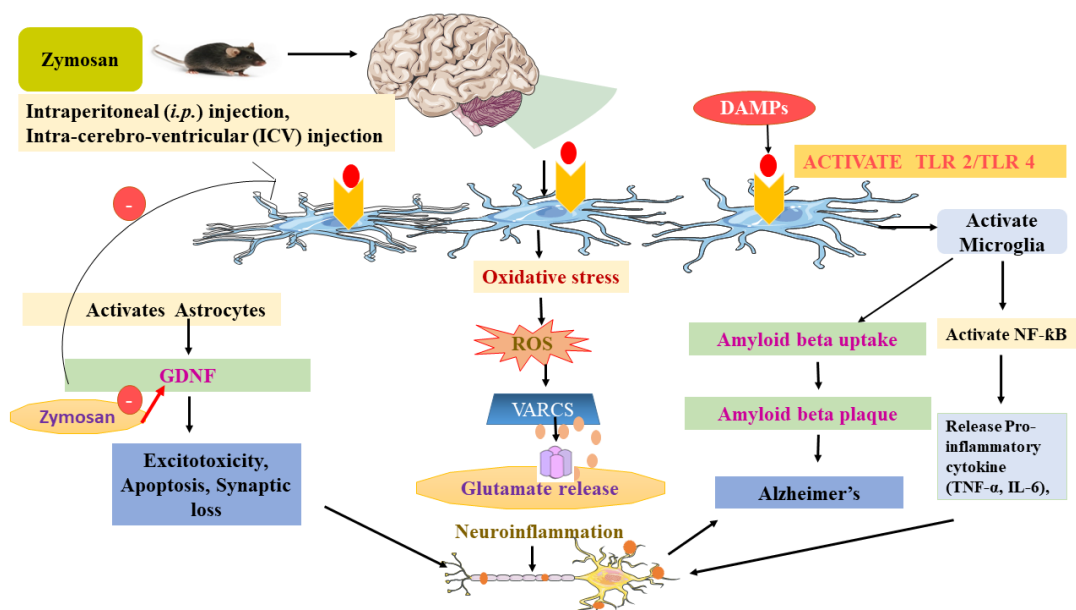 Zymosan
Intraperitoneal (i.p.) injection,
Intra-cerebro-ventricular (ICV) injection
DAMPs
ACTIVATE TLR 2/TLR 4
-
Activate
Microglia
Oxidative stress
Activates Astrocytes
ROS
Amyloid beta uptake
Activate NF-ƙB
GDNF
-
Zymosan
VARCS
Amyloid beta plaque
Release Pro-
inflammatory
cytokine
(TNF-α, IL-6),
Excitotoxicity,
Apoptosis, Synaptic
loss
Glutamate release
Alzheimer's
Neuroinflammation